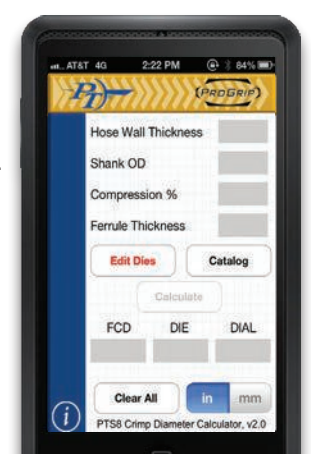 AT&T 4G 2:22 PM 84%
PT (PROGRIP)
Hose Wall Thickness
Shank OD
Compression %
Ferrule Thickness
Edit Dies Catalog
Calculate
FCD DIE DIAL
Clear All in mm
i PTS8 Crimp Diameter Calculator, v2.0